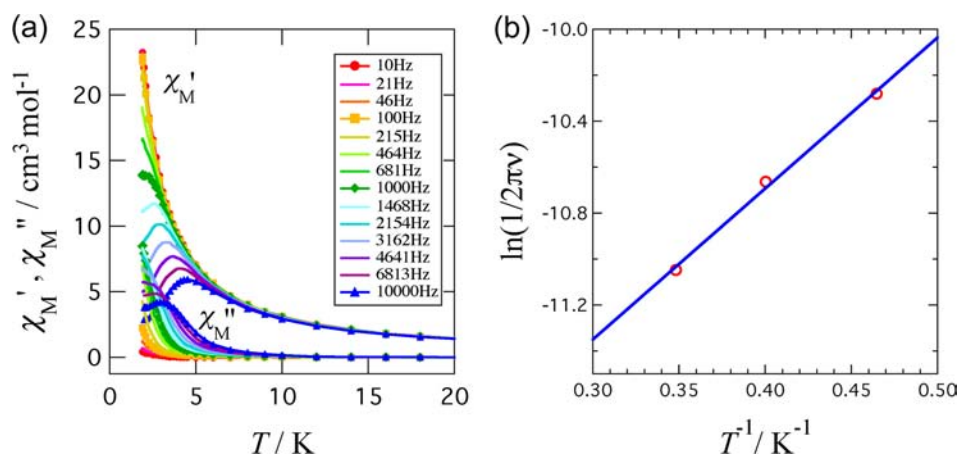 (a)
25
20
15
10
5
0
χM', χM'' / cm³ mol⁻¹
χM'
χM''
10Hz
21Hz
46Hz
100Hz
215Hz
464Hz
681Hz
1000Hz
1468Hz
2154Hz
3162Hz
4641Hz
6813Hz
10000Hz
0 5 10 15 20
T / K
(b)
-10.0
-10.4
-10.8
-11.2
ln(1/2πν)
0.30 0.35 0.40 0.45 0.50
T⁻¹/ K⁻¹